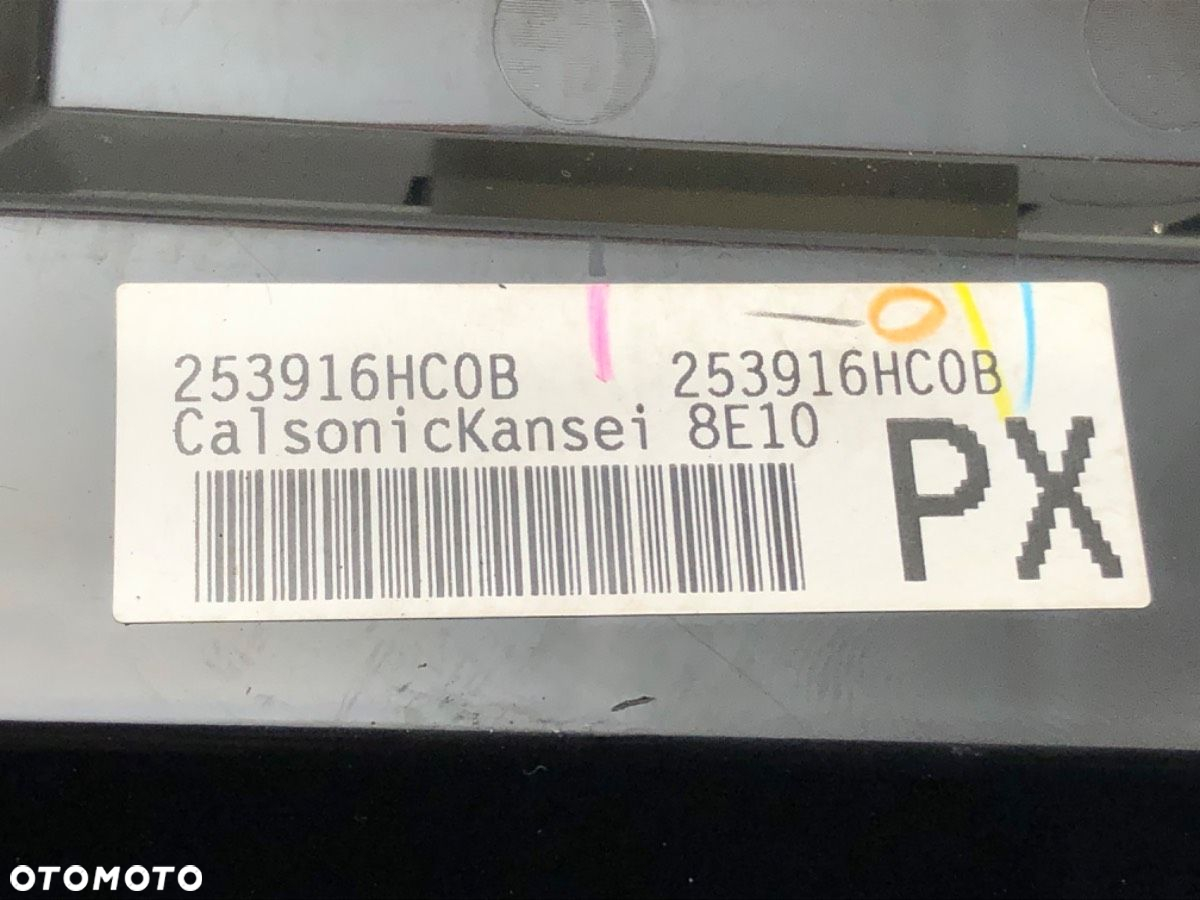 253916HC0B 253916HC0B
CalsonicKansei 8E10
PX
OTOMOTO